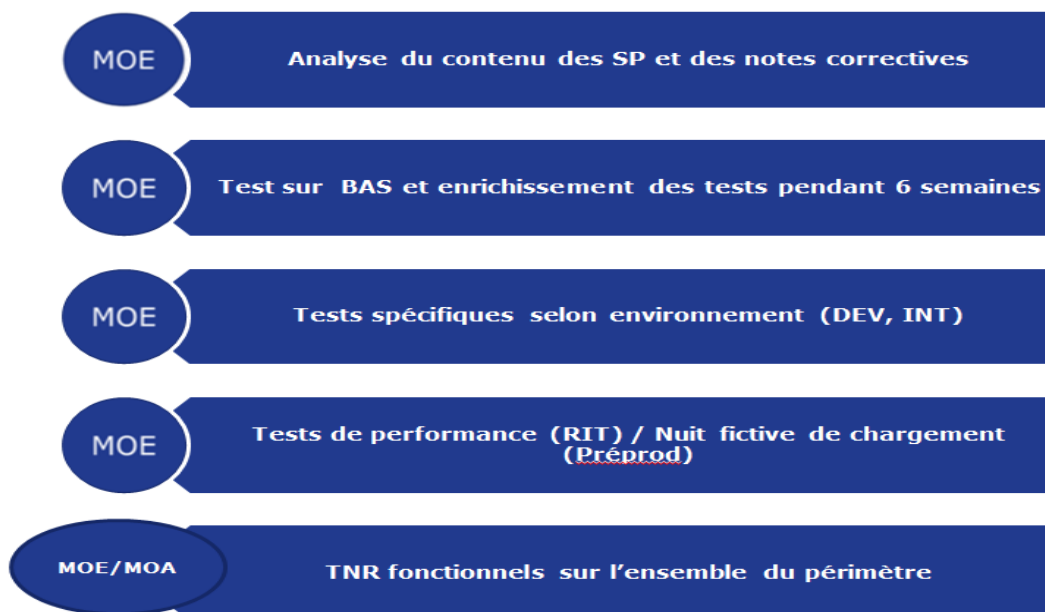 MOE
Analyse du contenu des SP et des notes correctives
MOE
Test sur BAS et enrichissement des tests pendant 6 semaines
MOE
Tests spécifiques selon environnement (DEV, INT)
MOE
Tests de performance (RIT) / Nuit fictive de chargement
(Préprod)
MOE/MOA
TNR fonctionnels sur l'ensemble du périmètre